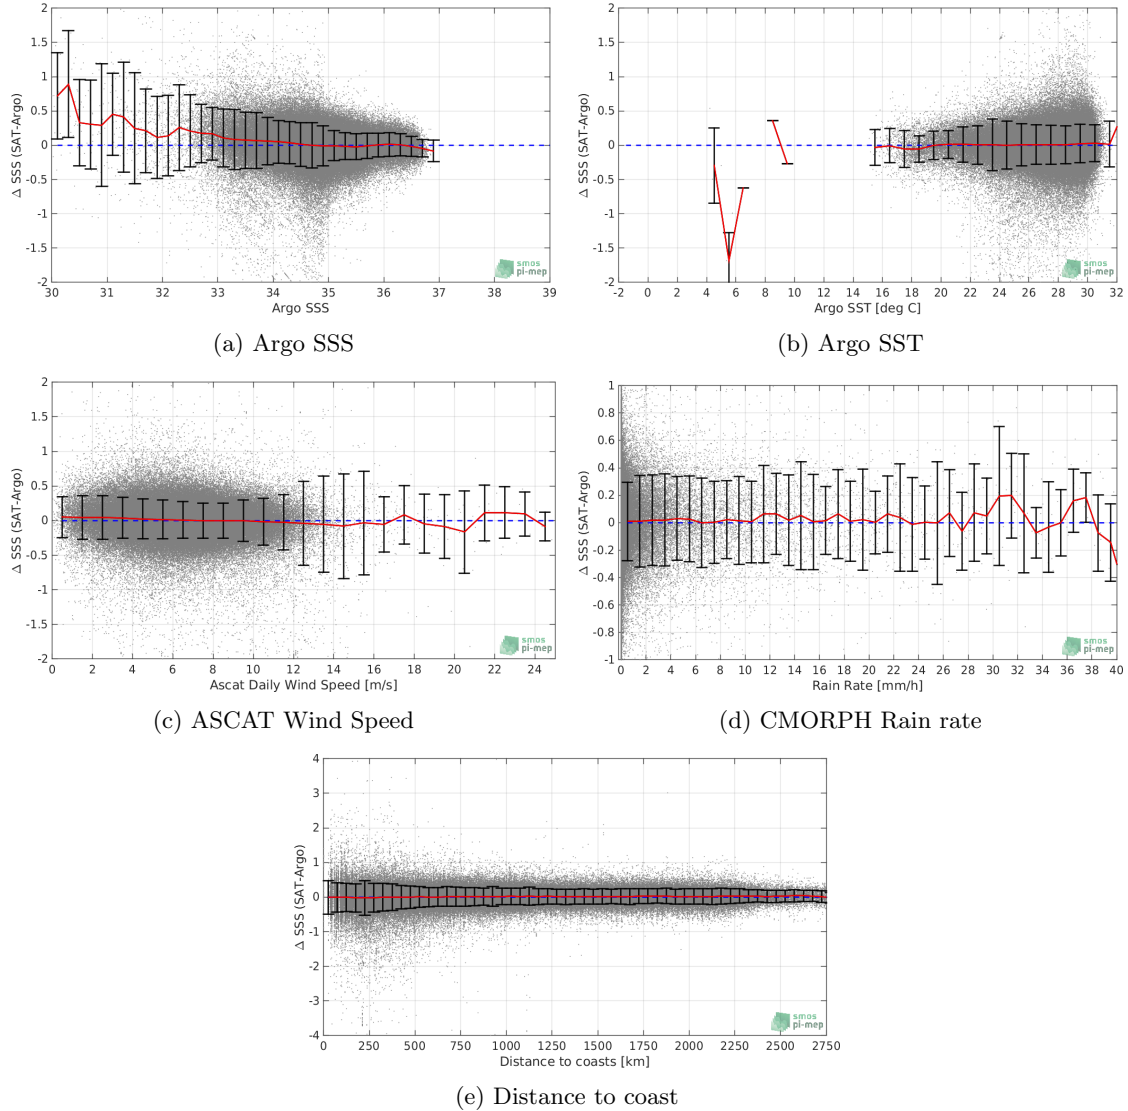 2
1.5
1
0.5
0
-0.5
-1
-1.5
-2
Δ SSS (SAT-Argo)
30 31 32 33 34 35 36 37 38 39
Argo SSS
smos
pi-mep
(a) Argo SSS
2
1.5
1
0.5
0
-0.5
-1
-1.5
-2
Δ SSS (SAT-Argo)
-2 0 2 4 6 8 10 12 14 16 18 20 22 24 26 28 30 32
Argo SST [deg C]
smos
pi-mep
(b) Argo SST
2
1.5
1
0.5
0
-0.5
-1
-1.5
-2
Δ SSS (SAT-Argo)
0 2 4 6 8 10 12 14 16 18 20 22 24
Ascat Daily Wind Speed [m/s]
smos
pi-mep
(c) ASCAT Wind Speed
1
0.8
0.6
0.4
0.2
0
-0.2
-0.4
-0.6
-0.8
-1
Δ SSS (SAT-Argo)
0 2 4 6 8 10 12 14 16 18 20 22 24 26 28 30 32 34 36 38 40
Rain Rate [mm/h]
smos
pi-mep
(d) CMORPH Rain rate
4
3
2
1
0
-1
-2
-3
-4
Δ SSS (SAT-Argo)
0 250 500 750 1000 1250 1500 1750 2000 2250 2500 2750
Distance to coasts [km]
smos
pi-mep
(e) Distance to coast